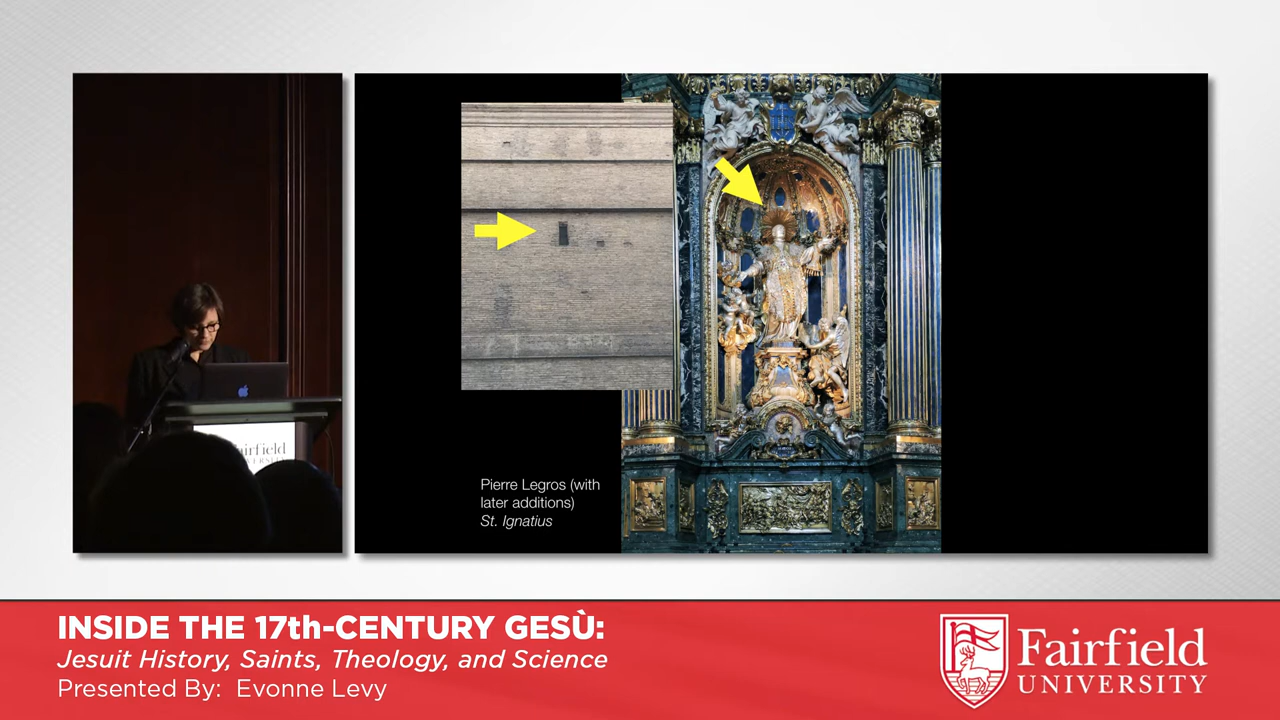 Fairfield
Pierre Legros (with
later additions)
St. Ignatius
INSIDE THE 17th-CENTURY GESÙ:
Jesuit History, Saints, Theology, and Science
Presented By: Evonne Levy
Fairfield
UNIVERSITY